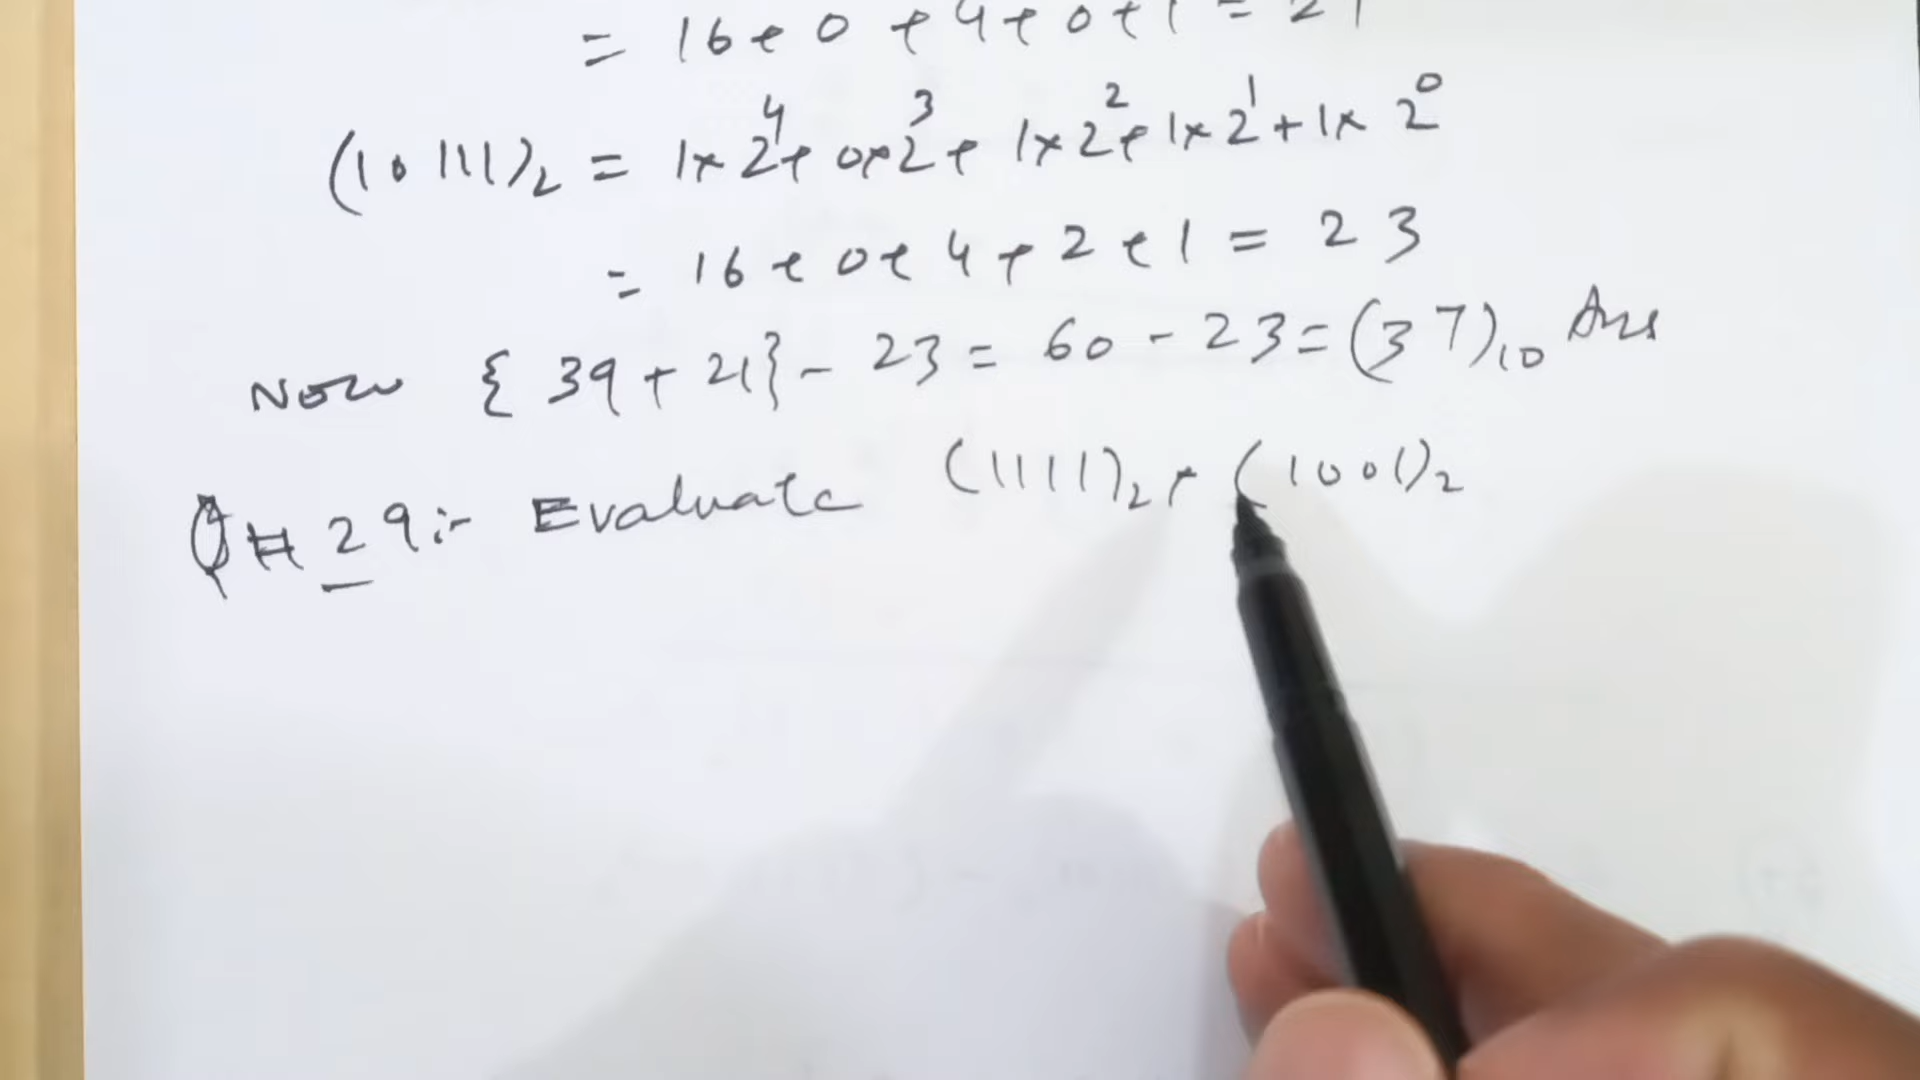 = 16 + 0 + 4 + 0 + 1 = 21
(10111)₂ = 1×2⁴ + 0×2³ + 1×2² + 1×2¹ + 1× 2⁰
= 16 + 0 + 4 + 2 + 1 = 23
Now { 39 + 21} - 23 = 60 - 23 = (37)₁₀ Ans
Q# 29:- Evaluate (1111)₂ + (1001)₂